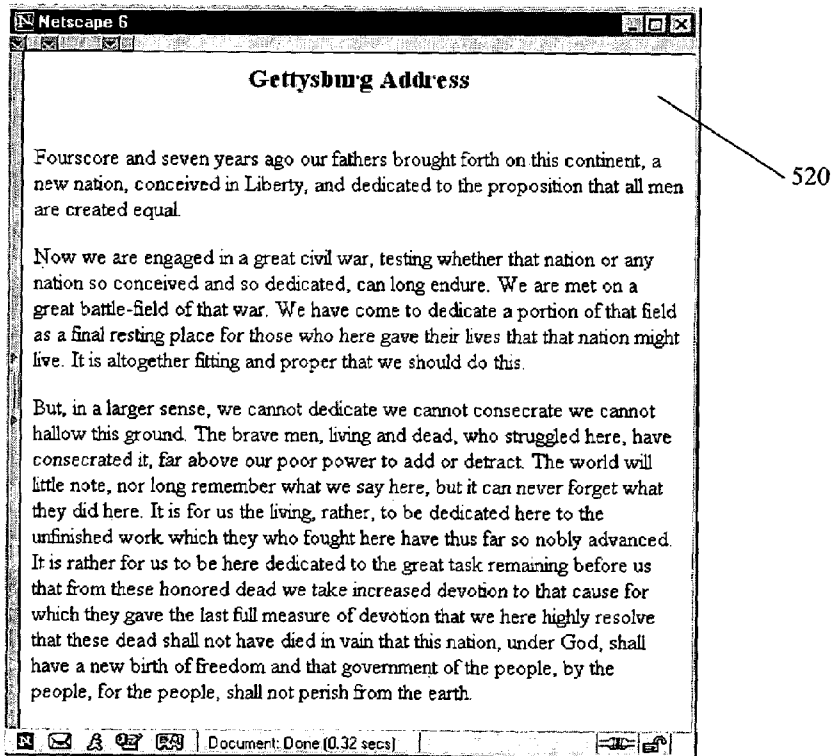 Netscape 6
Gettysburg Address
520
Fourscore and seven years ago our fathers brought forth on this continent, a
new nation, conceived in Liberty, and dedicated to the proposition that all men
are created equal.
Now we are engaged in a great civil war, testing whether that nation or any
nation so conceived and so dedicated, can long endure. We are met on a
great battle-field of that war. We have come to dedicate a portion of that field
as a final resting place for those who here gave their lives that that nation might
live. It is altogether fitting and proper that we should do this.
But, in a larger sense, we cannot dedicate we cannot consecrate we cannot
hallow this ground. The brave men, living and dead, who struggled here, have
consecrated it, far above our poor power to add or detract. The world will
little note, nor long remember what we say here, but it can never forget what
they did here. It is for us the living, rather, to be dedicated here to the
unfinished work which they who fought here have thus far so nobly advanced.
It is rather for us to be here dedicated to the great task remaining before us
that from these honored dead we take increased devotion to that cause for
which they gave the last full measure of devotion that we here highly resolve
that these dead shall not have died in vain that this nation, under God, shall
have a new birth of freedom and that government of the people, by the
people, for the people, shall not perish from the earth.
Document: Done (0.32 secs)